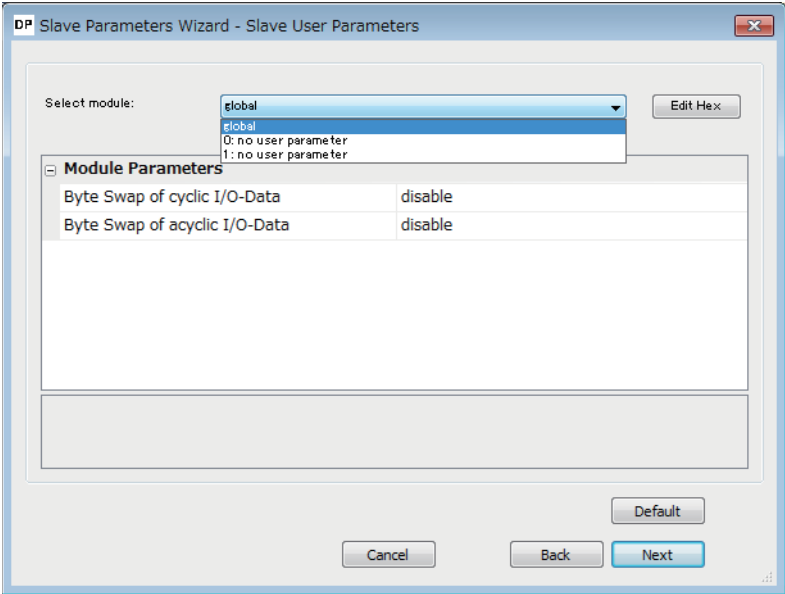 DP Slave Parameters Wizard - Slave User Parameters
Select module:
global
Edit Hex
global
0: no user parameter
1: no user parameter
Module Parameters
Byte Swap of cyclic I/O-Data disable
Byte Swap of acyclic I/O-Data disable
Default
Cancel Back Next